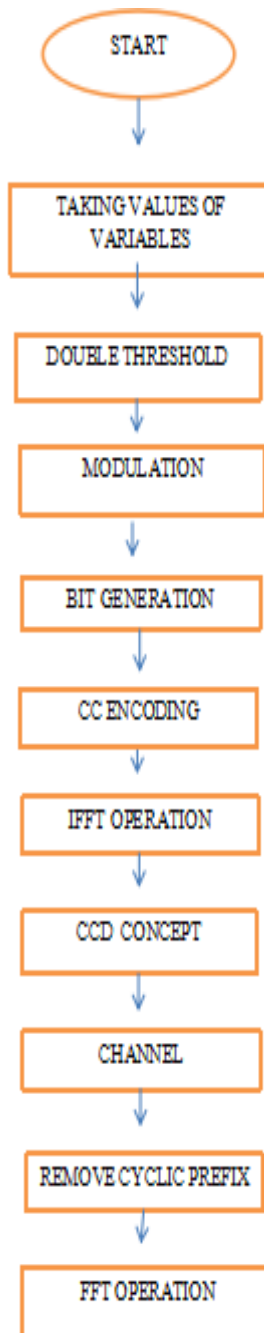 START
TAKING VALUES OF
VARIABLES
DOUBLE THRESHOLD
MODULATION
BIT GENERATION
CC ENCODING
IFFT OPERATION
CCD CONCEPT
CHANNEL
REMOVE CYCLIC PREFIX
FFT OPERATION